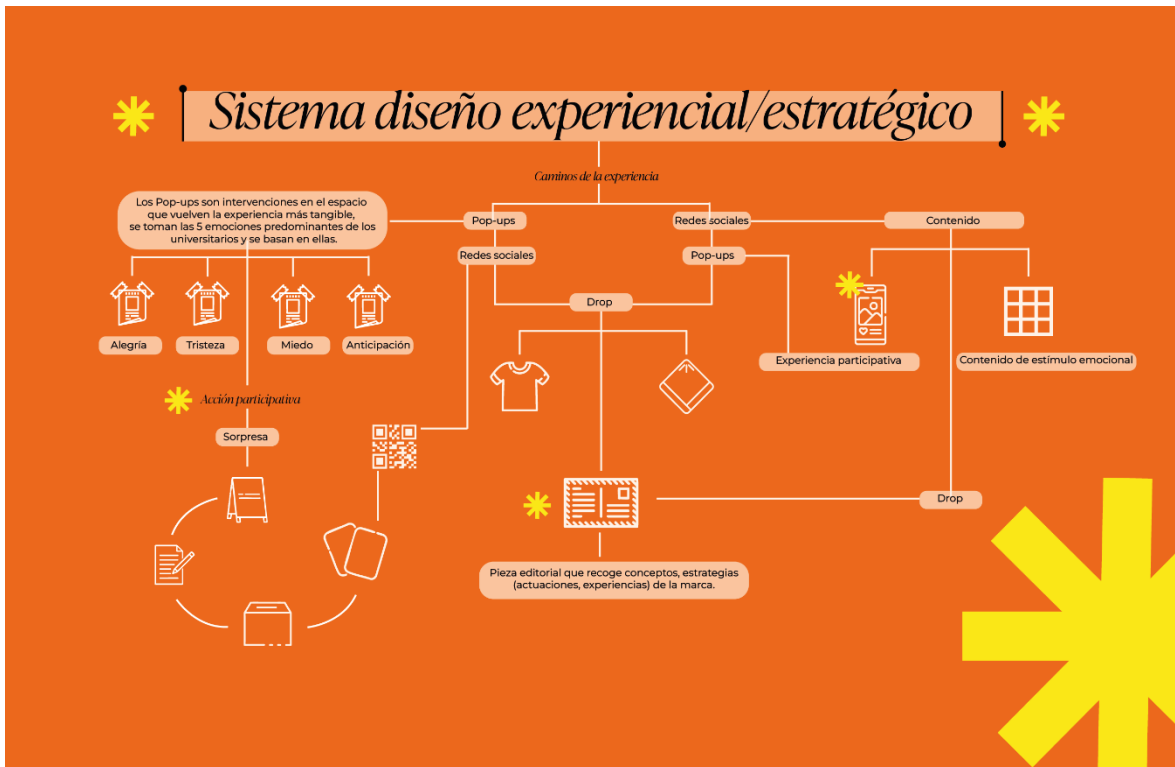 Sistema diseño experiencial/estratégico
Caminos de la experiencia
Los Pop-ups son intervenciones en el espacio
que vuelven la experiencia más tangible,
se toman las 5 emociones predominantes de los
universitarios y se basan en ellas.
Pop-ups
Redes sociales
Contenido
Redes sociales
Pop-ups
Drop
Alegría
Tristeza
Miedo
Anticipación
Experiencia participativa
Contenido de estímulo emocional
Acción participativa
Sorpresa
Drop
Pieza editorial que recoge conceptos, estrategias
(actuaciones, experiencias) de la marca.